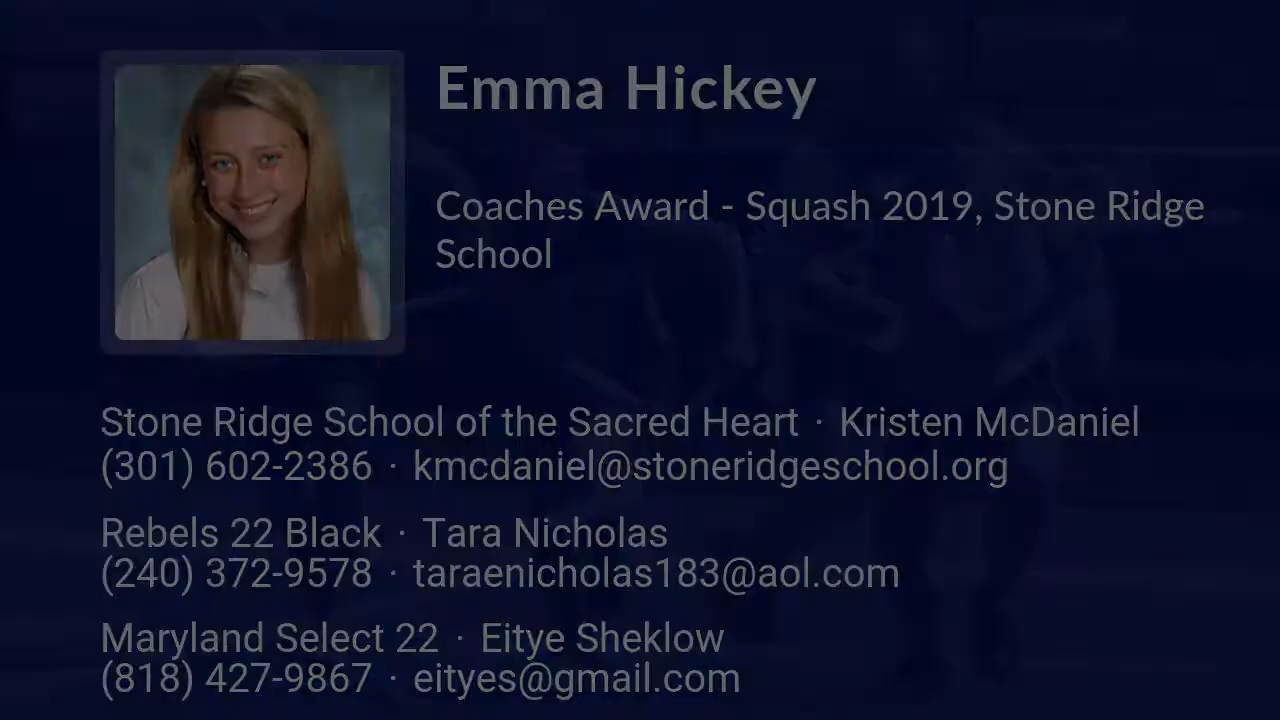 Emma Hickey
Coaches Award - Squash 2019, Stone Ridge
School
Stone Ridge School of the Sacred Heart · Kristen McDaniel
(301) 602-2386 · kmcdaniel@stoneridgeschool.org
Rebels 22 Black · Tara Nicholas
(240) 372-9578 · taraenicholas183@aol.com
Maryland Select 22 · Eitye Sheklow
(818) 427-9867 · eityes@gmail.com